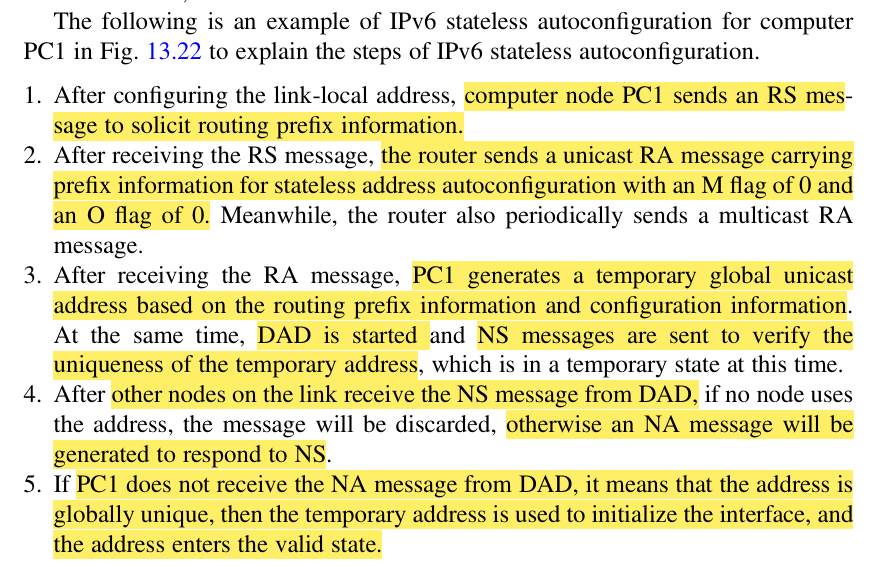 The following is an example of IPv6 stateless autoconfiguration for computer
PC1 in Fig. 13.22 to explain the steps of IPv6 stateless autoconfiguration.
1. After configuring the link-local address, computer node PC1 sends an RS mes-
sage to solicit routing prefix information.
2. After receiving the RS message, the router sends a unicast RA message carrying
prefix information for stateless address autoconfiguration with an M flag of 0 and
an O flag of 0. Meanwhile, the router also periodically sends a multicast RA
message.
3. After receiving the RA message, PC1 generates a temporary global unicast
address based on the routing prefix information and configuration information.
At the same time, DAD is started and NS messages are sent to verify the
uniqueness of the temporary address, which is in a temporary state at this time.
4. After other nodes on the link receive the NS message from DAD, if no node uses
the address, the message will be discarded, otherwise an NA message will be
generated to respond to NS.
5. If PC1 does not receive the NA message from DAD, it means that the address is
globally unique, then the temporary address is used to initialize the interface, and
the address enters the valid state.